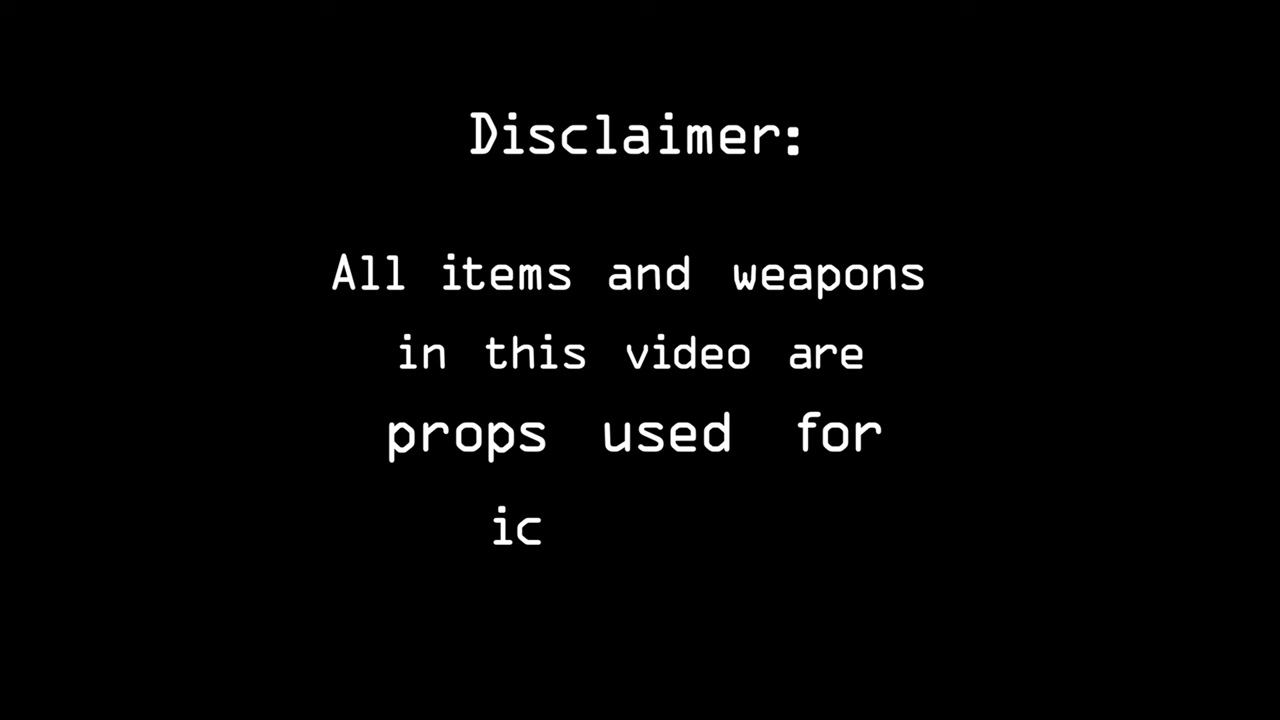 Disclaimer:
All items and weapons
in this video are
props used for
ic